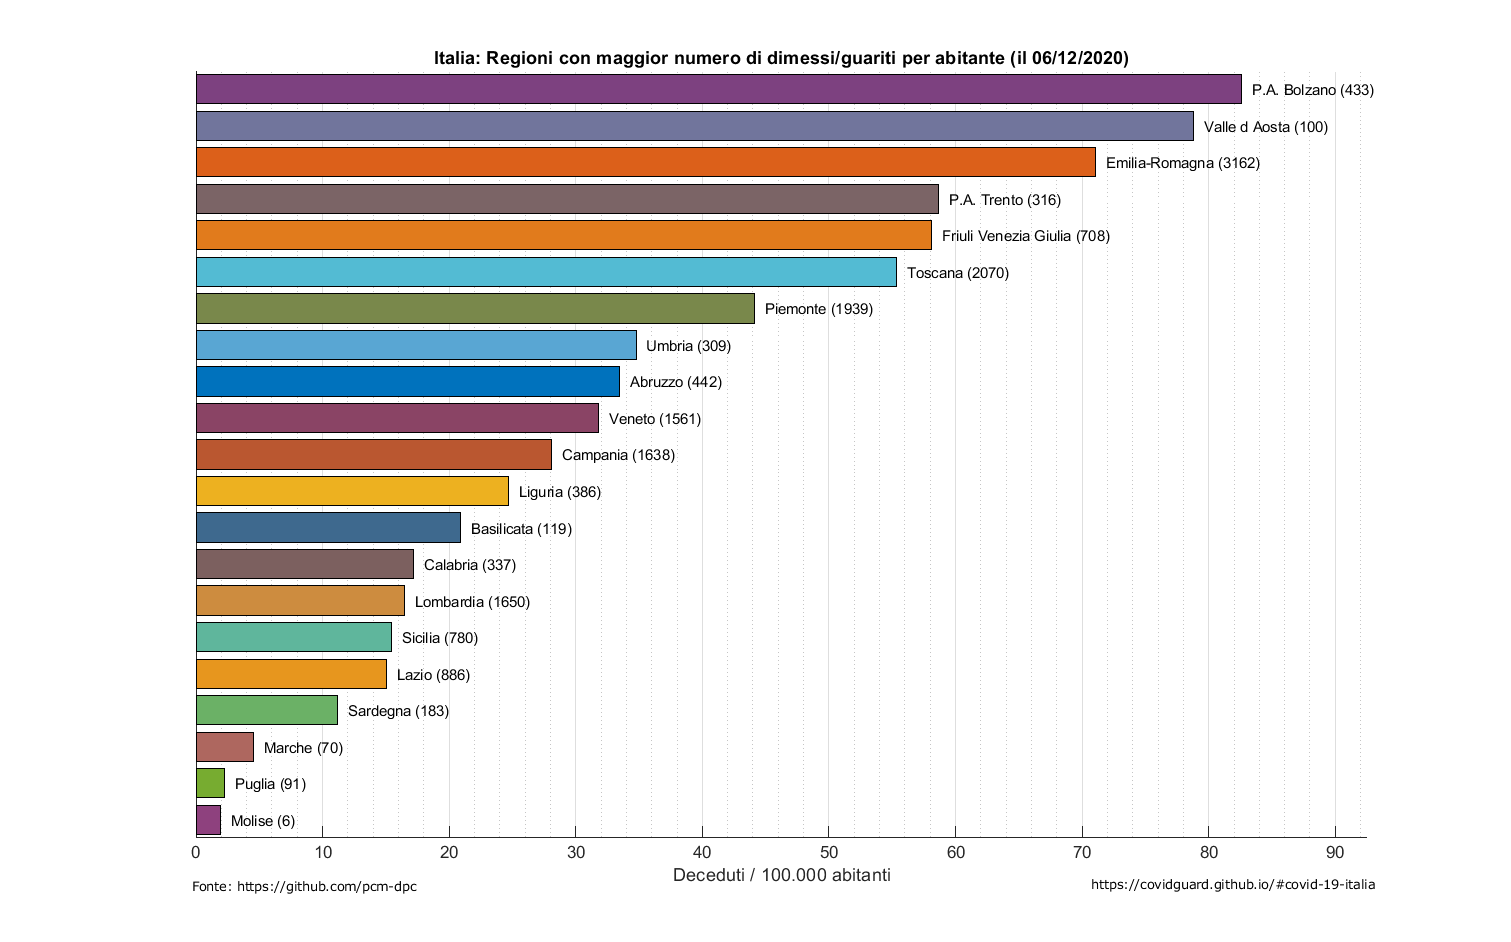 Italia: Regioni con maggior numero di dimessi/guariti per abitante (il 06/12/2020)
P.A. Bolzano (433)
Valle d Aosta (100)
Emilia-Romagna (3162)
P.A. Trento (316)
Friuli Venezia Giulia (708)
Toscana (2070)
Piemonte (1939)
Umbria (309)
Abruzzo (442)
Veneto (1561)
Campania (1638)
Liguria (386)
Basilicata (119)
Calabria (337)
Lombardia (1650)
Sicilia (780)
Lazio (886)
Sardegna (183)
Marche (70)
Puglia (91)
Molise (6)
0 10 20 30 40 50 60 70 80 90
Deceduti / 100.000 abitanti
Fonte: https://github.com/pcm-dpc
https://covidguard.github.io/#covid-19-italia